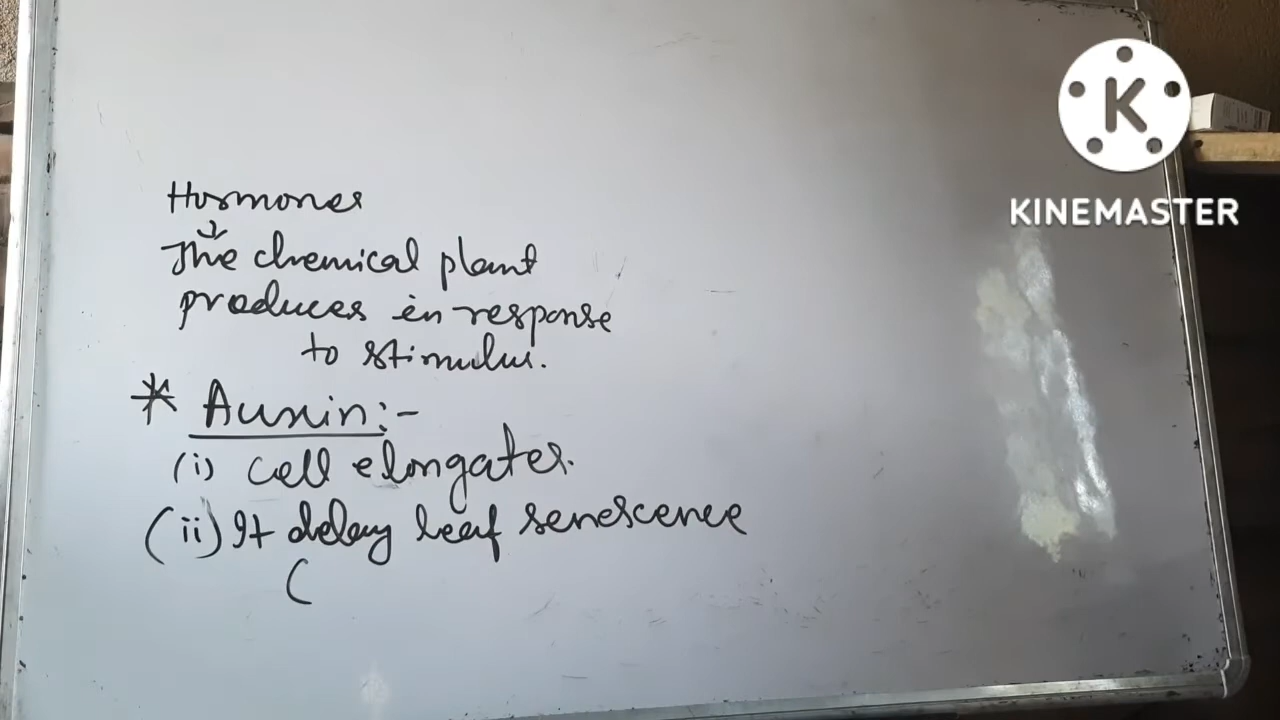 Hormones
The chemical plant
produces in response
to stimulus.
* Auxin:-
(i) cell elongates.
(ii) It delay leaf senescence
(
K
KINEMASTER